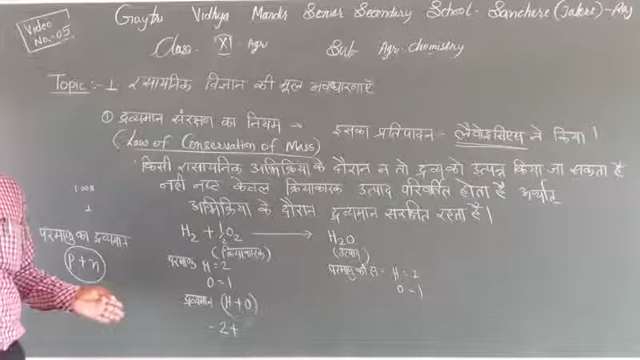 Video No:-05
Gaytri Vidhya Mandir Senior Secondary School - Sanchore (Jalore)-Raj
Class - XI Agri Sub Agri chemistry
Topic:- 1 रसायनिक विज्ञान की मूल अवधारणाएँ
① द्रव्यमान संरक्षण का नियम → इसका प्रतिपादन - लैवोइसिएस ने किया।
(Law of Conservation of Mass)
किसी रासायनिक अभिक्रिया के दौरान न तो द्रव्य को उत्पन्न किया जा सकता है
नही नष्ट केवल क्रियाकारक उत्पाद परिवर्तित होता है अर्थात्
अभिक्रिया के दौरान द्रव्यमान संरक्षित रहता है।
1.008
1
परमाणु का द्रव्यमान
P + n
H₂ + ½O₂ ⟶ H₂O
(क्रियाकारक) (उत्पाद)
परमाणु H = 2
O = 1
परमाणु की सं = H = 2
O = 1
द्रव्यमान (H+O)
- 2+